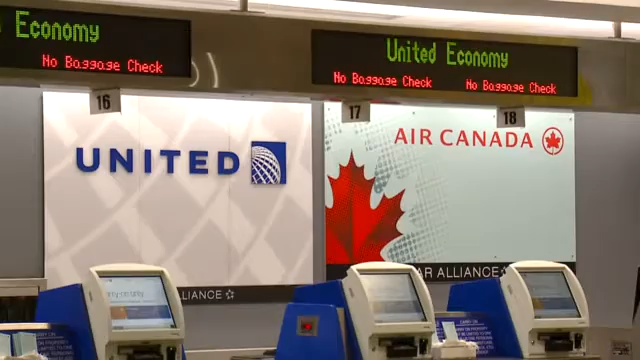 Economy
No Baggage Check
United Economy
No Baggage Check No Baggage Check
16
17
18
UNITED
AIR CANADA
LIANCE
AR ALLIANCE